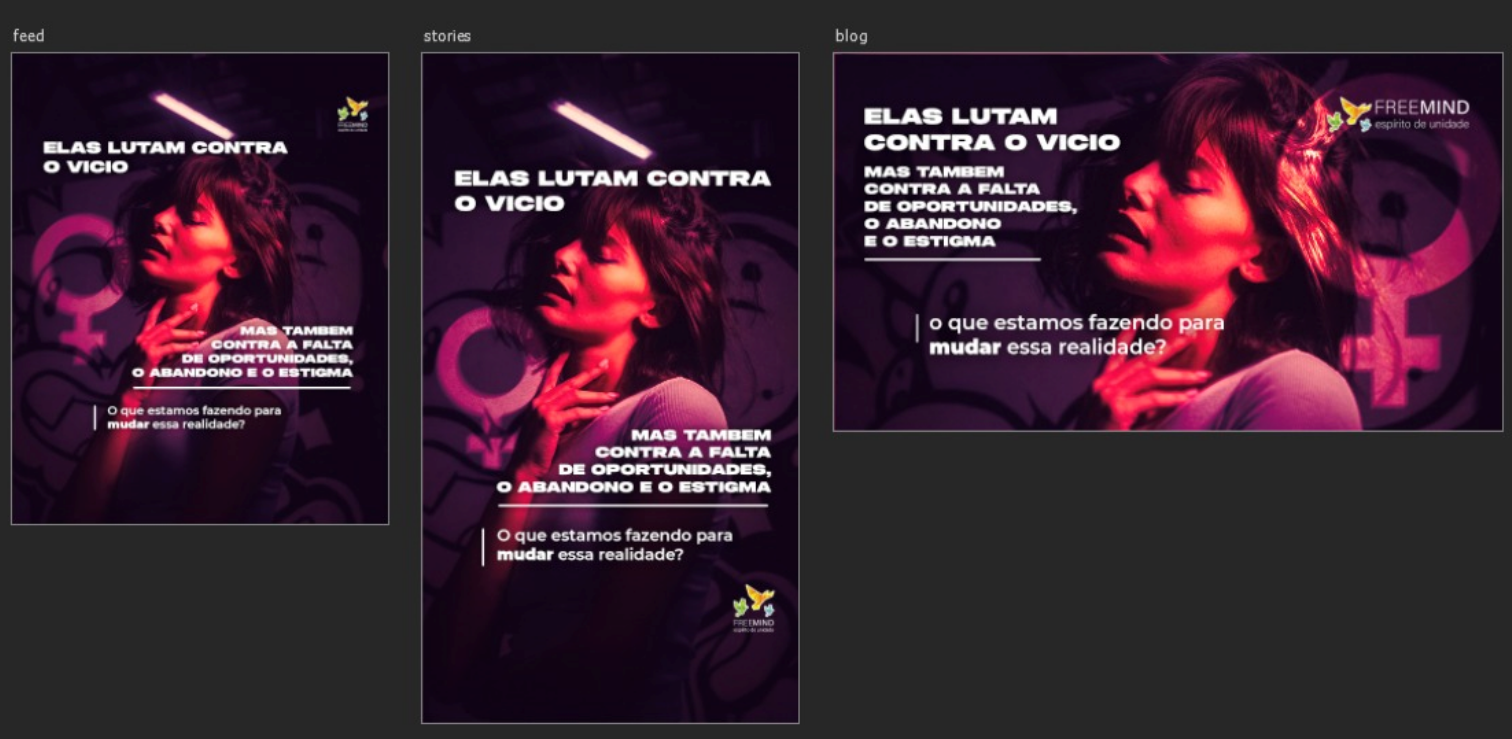 feed
ELAS LUTAM CONTRA
O VICIO
FREEMIND
espírito de unidade
MAS TAMBEM
CONTRA A FALTA
DE OPORTUNIDADES,
O ABANDONO E O ESTIGMA
O que estamos fazendo para
mudar essa realidade?
stories
ELAS LUTAM CONTRA
O VICIO
MAS TAMBEM
CONTRA A FALTA
DE OPORTUNIDADES,
O ABANDONO E O ESTIGMA
O que estamos fazendo para
mudar essa realidade?
FREEMIND
espírito de unidade
blog
ELAS LUTAM
CONTRA O VICIO
MAS TAMBEM
CONTRA A FALTA
DE OPORTUNIDADES,
O ABANDONO
E O ESTIGMA
o que estamos fazendo para
mudar essa realidade?
FREEMIND
espírito de unidade